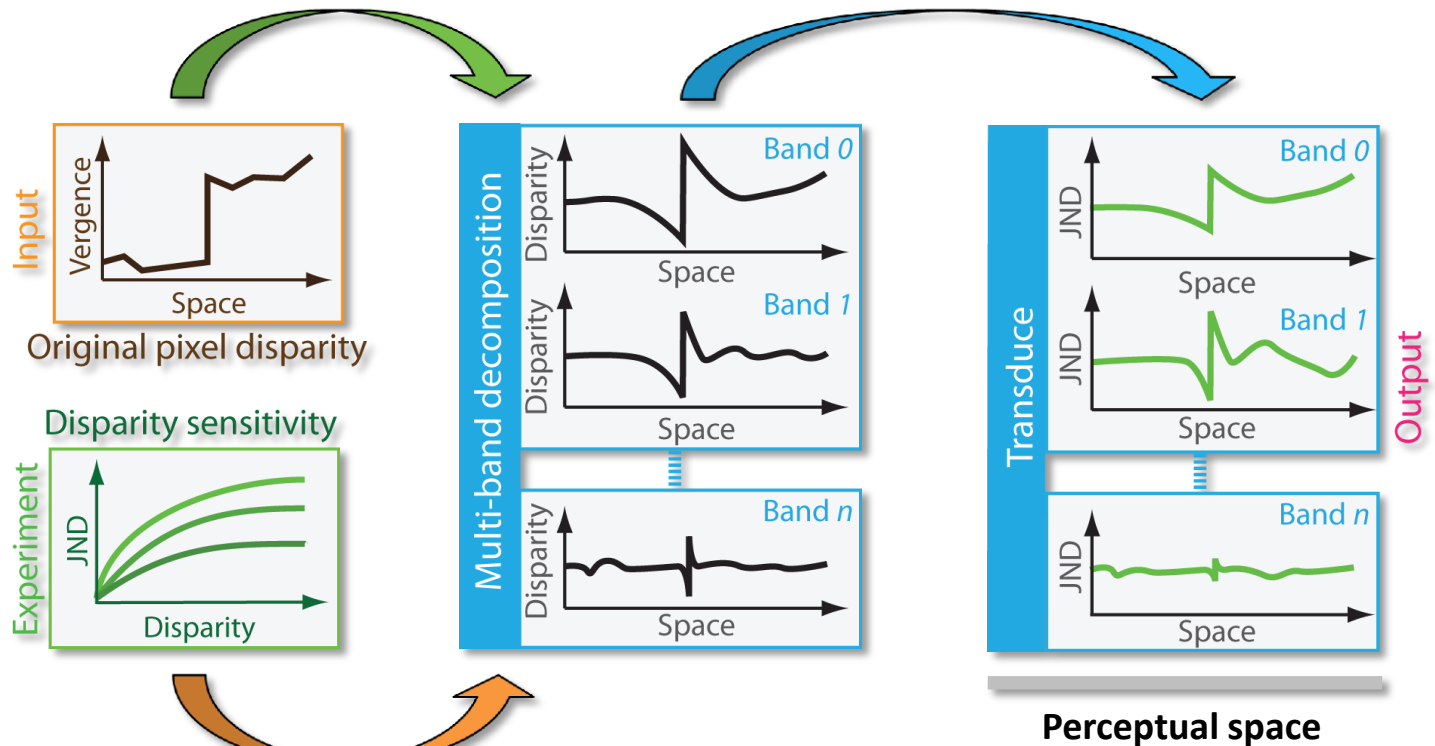 Input
Vergence
Space
Original pixel disparity
Disparity sensitivity
Experiment
JND
Disparity
Multi-band decomposition
Band 0
Disparity
Space
Band 1
Disparity
Space
Band n
Disparity
Space
Transduce
Band 0
JND
Space
Band 1
JND
Space
Band n
JND
Space
Output
Perceptual space